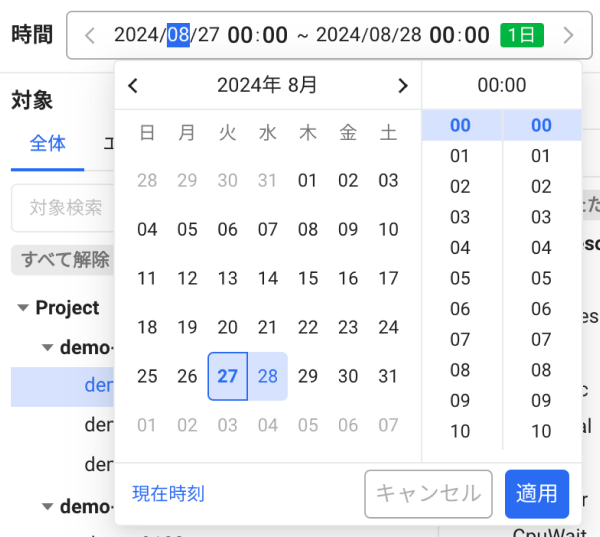 時間 2024/08/27 00:00 ~ 2024/08/28 00:00 1日
対象
全体
対象検索
すべて解除
Project
demo-
2024年 8月
日 月 火 水 木 金 土
28 29 30 31 01 02 03
04 05 06 07 08 09 10
11 12 13 14 15 16 17
18 19 20 21 22 23 24
25 26 27 28 29 30 31
01 02 03 04 05 06 07
00:00
00 00
01 01
02 02
03 03
04 04
05 05
06 06
07 07
08 08
09 09
10 10
現在時刻 キャンセル 適用
demo-
CpuWait